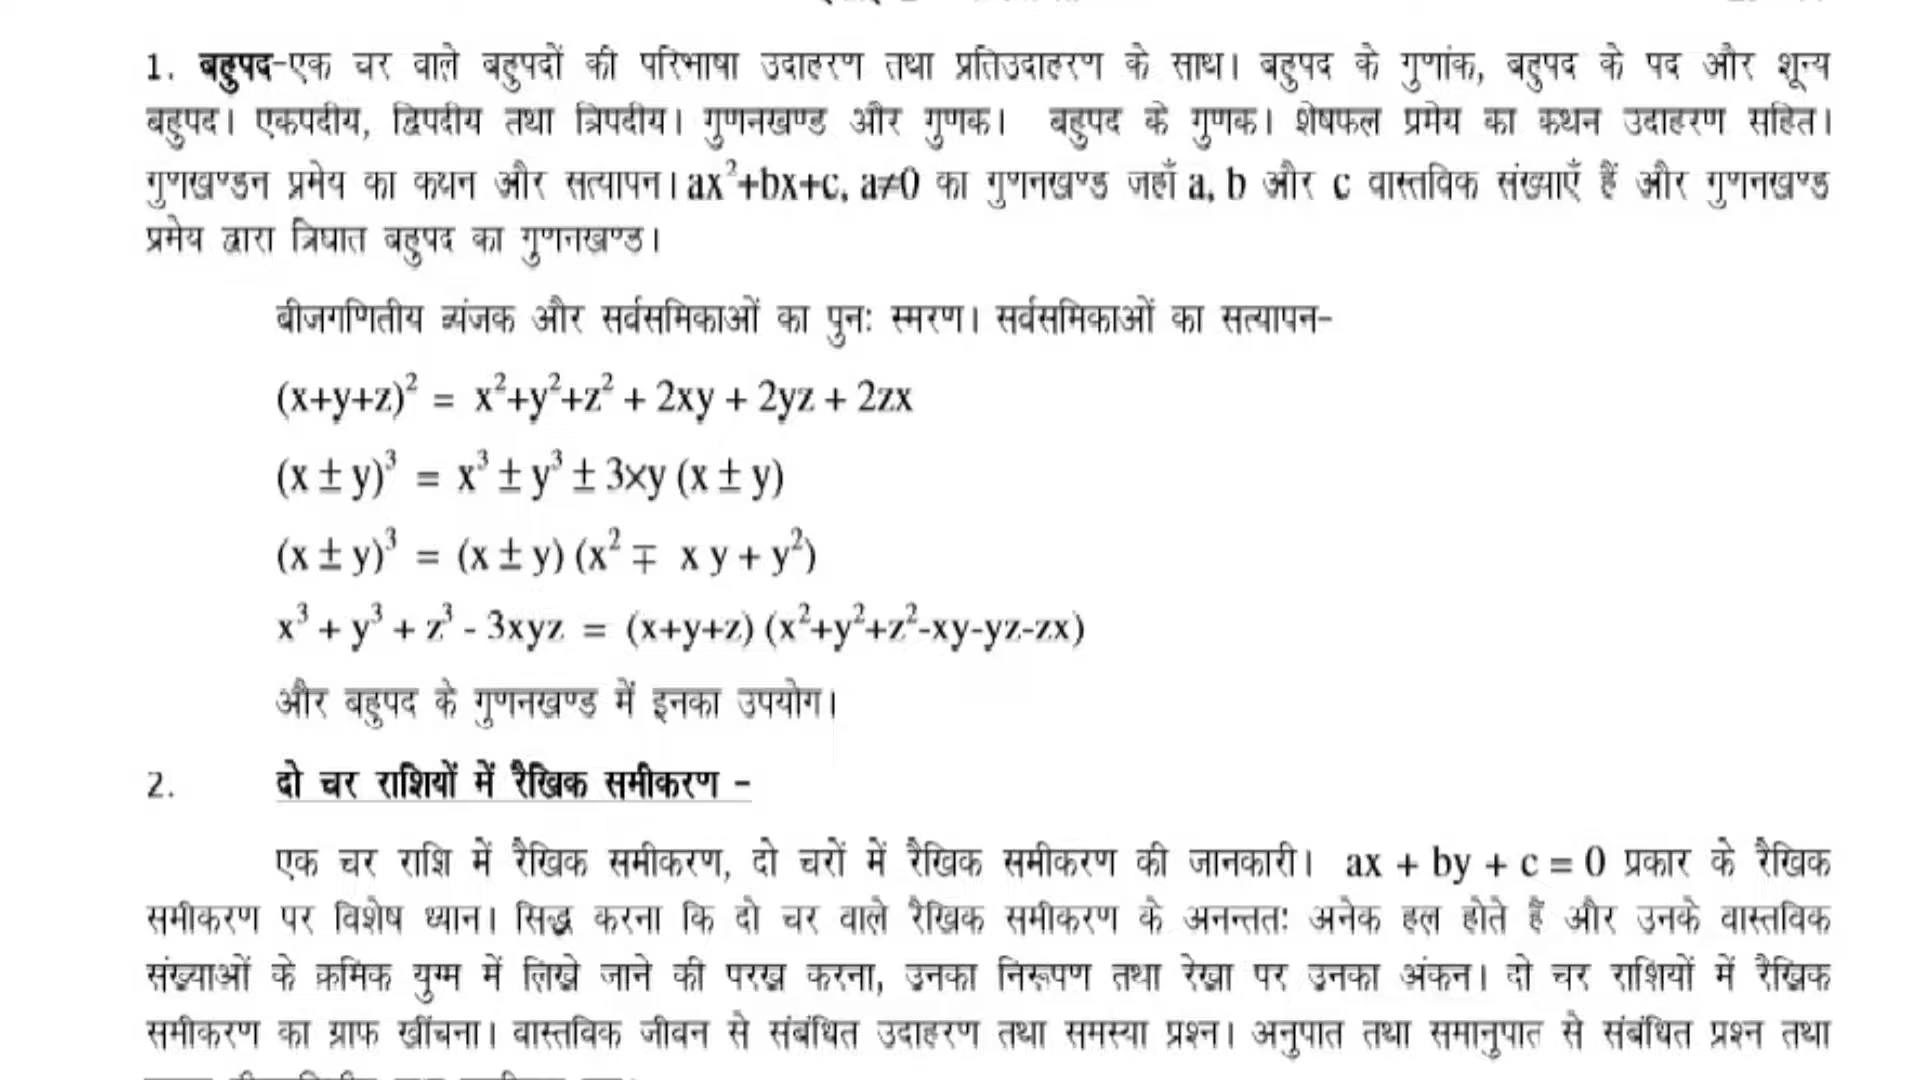 1. बहुपद-एक चर वाले बहुपदों की परिभाषा उदाहरण तथा प्रतिउदाहरण के साथ। बहुपद के गुणांक, बहुपद के पद और शून्य
बहुपद। एकपदीय, द्विपदीय तथा त्रिपदीय। गुणनखण्ड और गुणक। बहुपद के गुणक। शेषफल प्रमेय का कथन उदाहरण सहित।
गुणखण्डन प्रमेय का कथन और सत्यापन। ax²+bx+c, a≠0 का गुणनखण्ड जहाँ a, b और c वास्तविक संख्याएँ हैं और गुणनखण्ड
प्रमेय द्वारा त्रिघात बहुपद का गुणनखण्ड।
बीजगणितीय व्यंजक और सर्वसमिकाओं का पुनः स्मरण। सर्वसमिकाओं का सत्यापन-
(x+y+z)² = x²+y²+z² + 2xy + 2yz + 2zx
(x ± y)³ = x³ ± y³ ± 3xy (x ± y)
(x ± y)³ = (x ± y) (x² ∓ x y + y²)
x³ + y³ + z³ - 3xyz = (x+y+z) (x²+y²+z²-xy-yz-zx)
और बहुपद के गुणनखण्ड में इनका उपयोग।
2. दो चर राशियों में रैखिक समीकरण -
एक चर राशि में रैखिक समीकरण, दो चरों में रैखिक समीकरण की जानकारी। ax + by + c = 0 प्रकार के रैखिक
समीकरण पर विशेष ध्यान। सिद्ध करना कि दो चर वाले रैखिक समीकरण के अनन्ततः अनेक हल होते हैं और उनके वास्तविक
संख्याओं के क्रमिक युग्म में लिखे जाने की परख करना, उनका निरूपण तथा रेखा पर उनका अंकन। दो चर राशियों में रैखिक
समीकरण का ग्राफ खींचना। वास्तविक जीवन से संबंधित उदाहरण तथा समस्या प्रश्न। अनुपात तथा समानुपात से संबंधित प्रश्न तथा